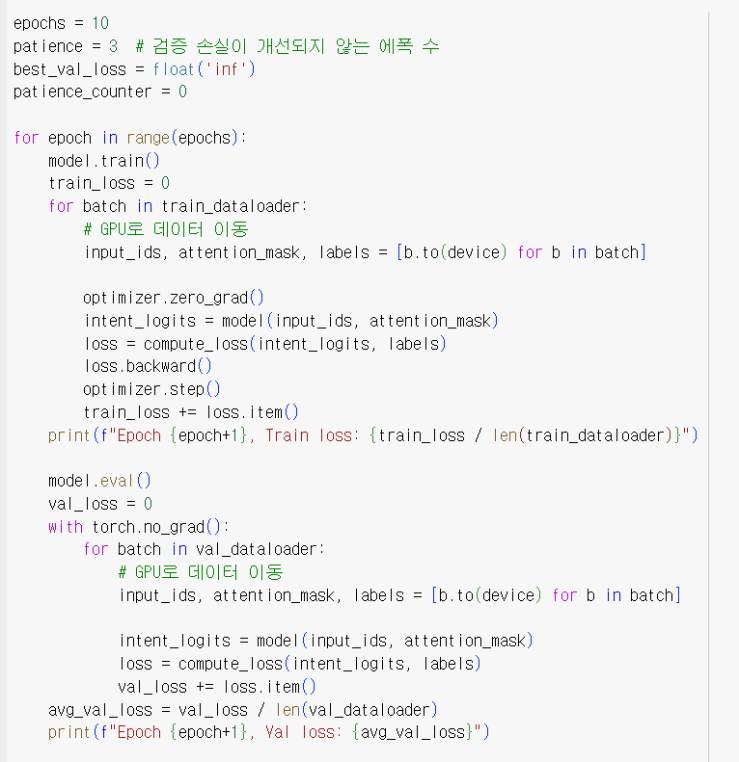 epochs = 10
patience = 3  # 검증 손실이 개선되지 않는 에폭 수
best_val_loss = float('inf')
patience_counter = 0

for epoch in range(epochs):
    model.train()
    train_loss = 0
    for batch in train_dataloader:
        # GPU로 데이터 이동
        input_ids, attention_mask, labels = [b.to(device) for b in batch]

        optimizer.zero_grad()
        intent_logits = model(input_ids, attention_mask)
        loss = compute_loss(intent_logits, labels)
        loss.backward()
        optimizer.step()
        train_loss += loss.item()
    print(f"Epoch {epoch+1}, Train loss: {train_loss / len(train_dataloader)}")

    model.eval()
    val_loss = 0
    with torch.no_grad():
        for batch in val_dataloader:
            # GPU로 데이터 이동
            input_ids, attention_mask, labels = [b.to(device) for b in batch]

            intent_logits = model(input_ids, attention_mask)
            loss = compute_loss(intent_logits, labels)
            val_loss += loss.item()
    avg_val_loss = val_loss / len(val_dataloader)
    print(f"Epoch {epoch+1}, Val loss: {avg_val_loss}")